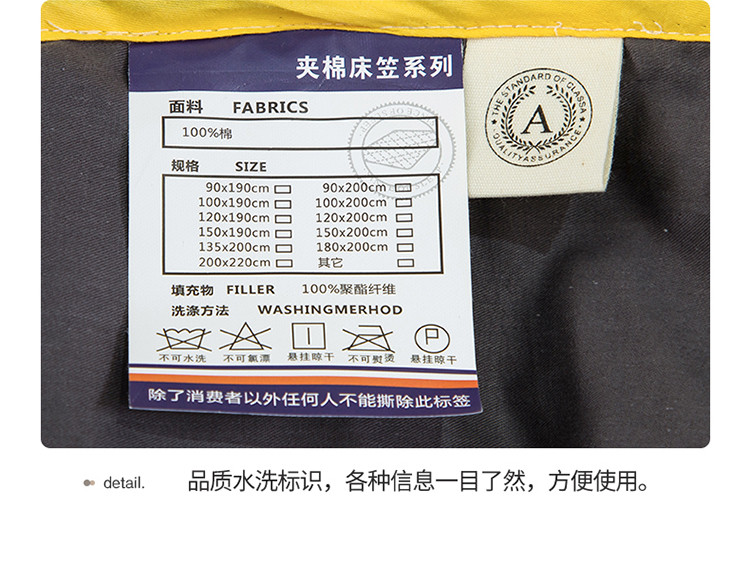 夹棉床笠系列
面料 FABRICS
100%棉
规格 SIZE
90x190cm 90x200cm
100x190cm 100x200cm
120x190cm 120x200cm
150x190cm 150x200cm
135x200cm 180x200cm
200x220cm 其它
填充物 FILLER 100%聚酯纤维
洗涤方法 WASHINGMERHOD
P
不可水洗 不可氯漂 悬挂晾干 不可熨烫 悬挂晾干
除了消费者以外任何人不能撕除此标签
THE STANDARD OF CLASSA
A
QUALITYASSURANCE
detail. 品质水洗标识，各种信息一目了然，方便使用。